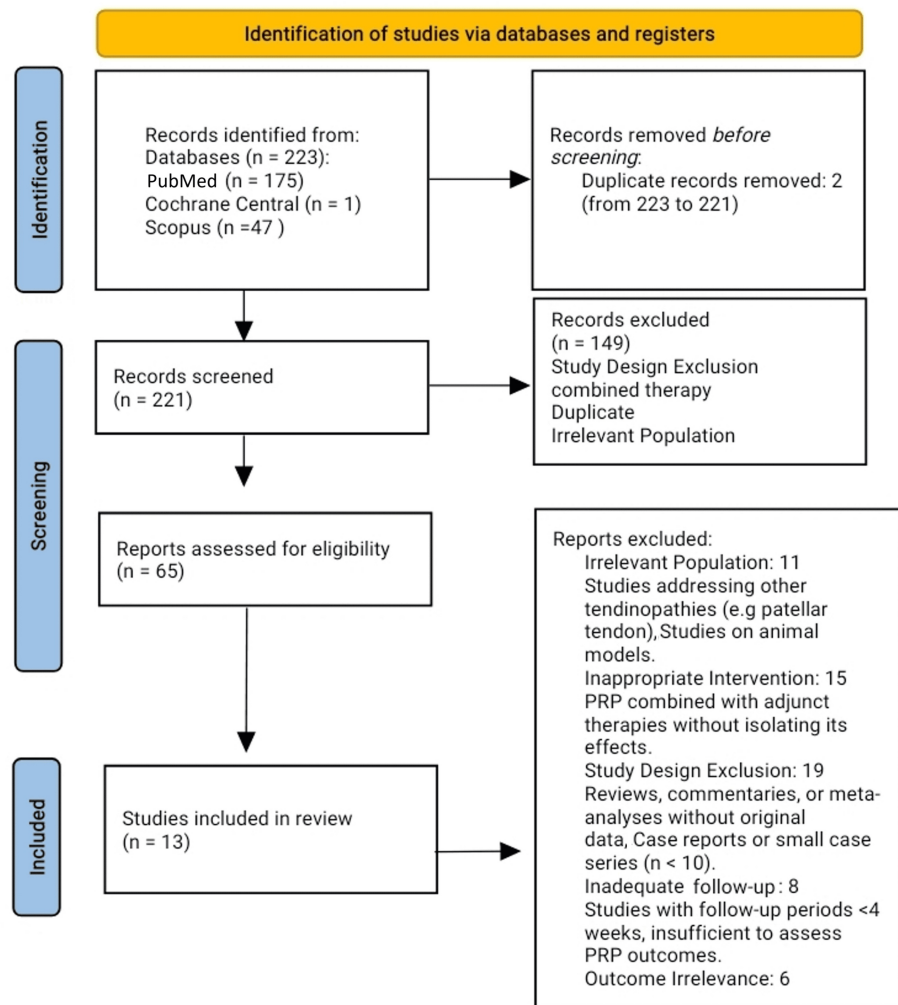 Identification of studies via databases and registers
Identification
Records identified from:
Databases (n = 223):
PubMed (n = 175)
Cochrane Central (n = 1)
Scopus (n =47 )
Records removed before
screening:
Duplicate records removed: 2
(from 223 to 221)
Screening
Records screened
(n = 221)
Records excluded
(n = 149)
Study Design Exclusion
combined therapy
Duplicate
Irrelevant Population
Reports assessed for eligibility
(n = 65)
Reports excluded:
Irrelevant Population: 11
Studies addressing other
tendinopathies (e.g patellar
tendon),Studies on animal
models.
Inappropriate Intervention: 15
PRP combined with adjunct
therapies without isolating its
effects.
Study Design Exclusion: 19
Reviews, commentaries, or meta-
analyses without original
data, Case reports or small case
series (n < 10).
Inadequate follow-up : 8
Studies with follow-up periods <4
weeks, insufficient to assess
PRP outcomes.
Outcome Irrelevance: 6
Included
Studies included in review
(n = 13)